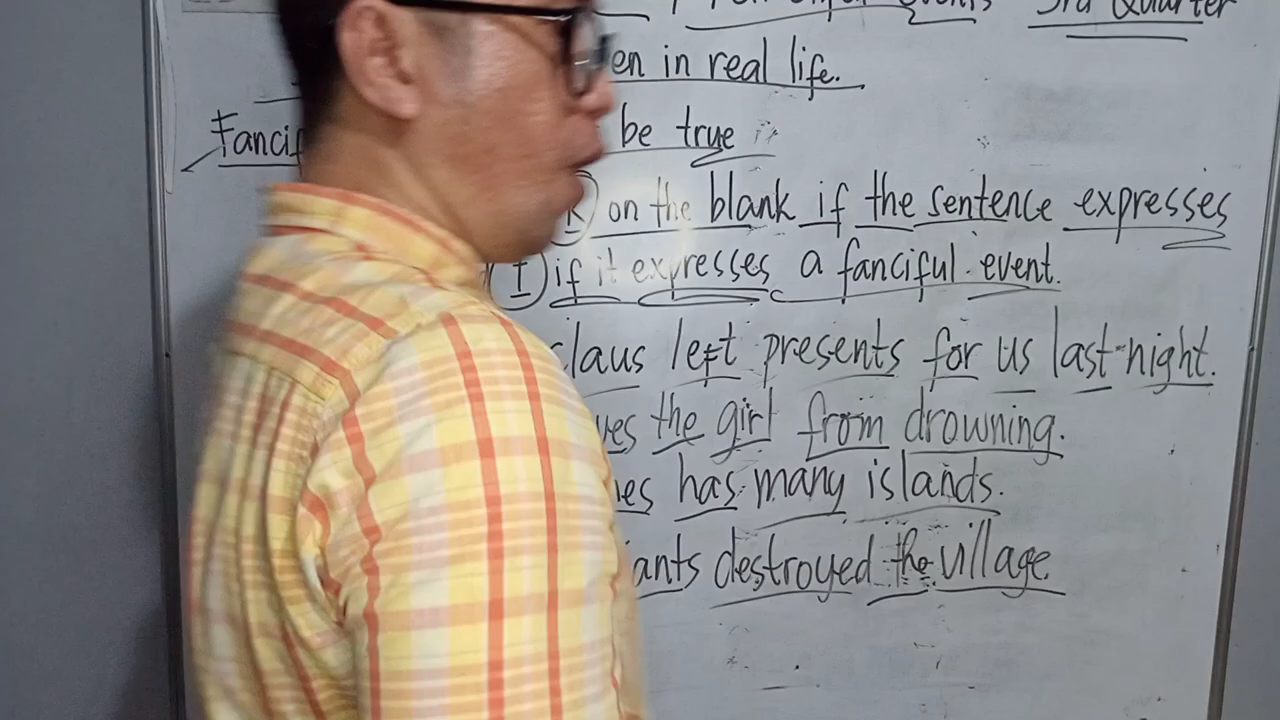 events 3rd Quarter
en in real life.
Fancif be true
R on the blank if the sentence expresses
I if it expresses a fanciful event.
claus left presents for us last night.
ves the girl from drowning.
nes has many islands.
ants destroyed the village.